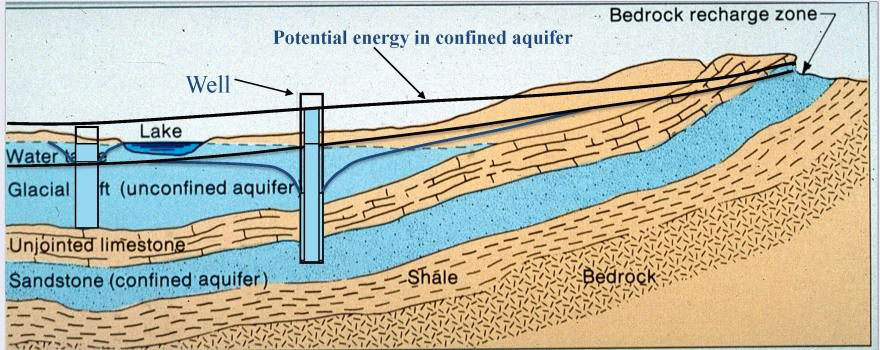 Bedrock recharge zone
Potential energy in confined aquifer
Well
Lake
Water
Glacial ft (unconfined aquifer)
Unjointed limestone
Sandstone (confined aquifer)
Shale
Bedrock